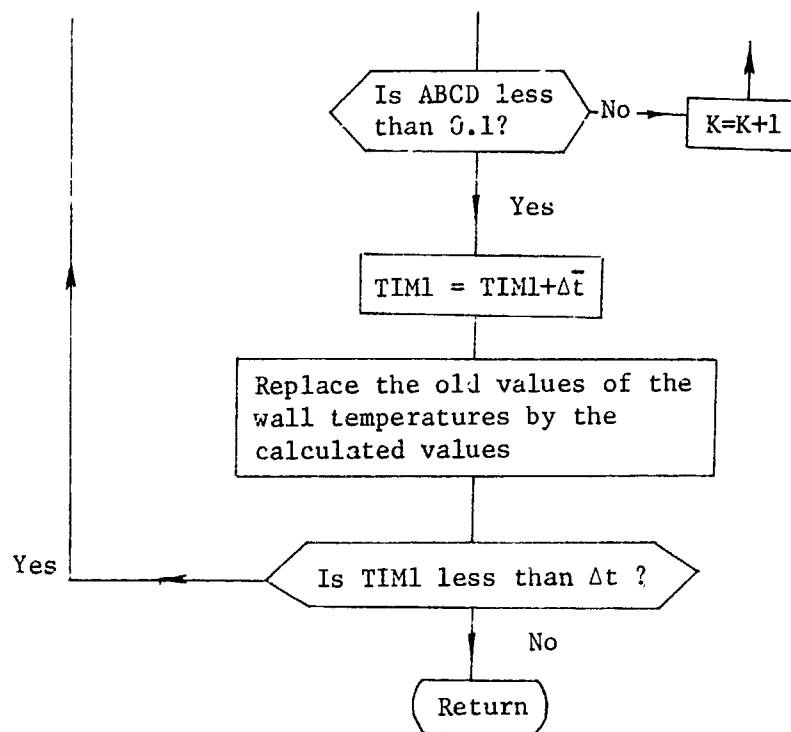 Is ABCD less
than 0.1?
No
K=K+1
Yes
TIM1 = TIM1+Δt̄
Replace the old values of the
wall temperatures by the
calculated values
Yes
Is TIM1 less than Δt ?
No
Return